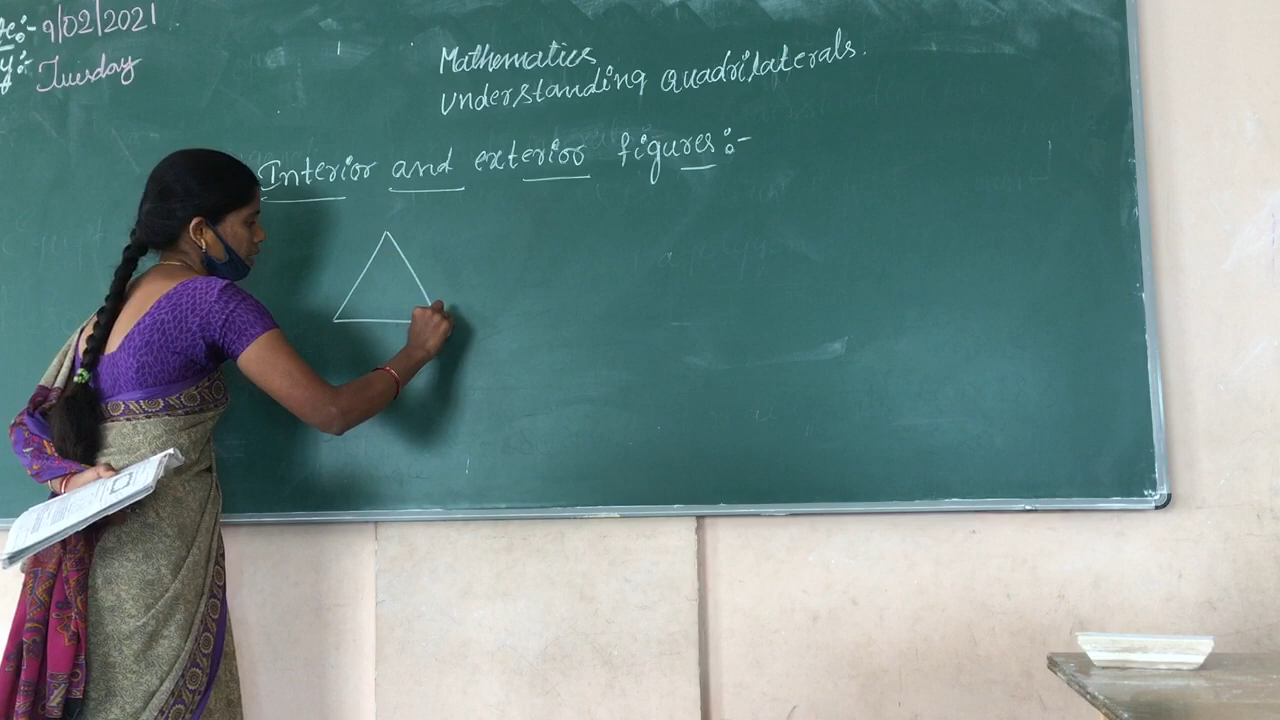 9/02/2021
Tuesday
Mathematics
Understanding quadrilaterals.
Interior and exterior figures:-